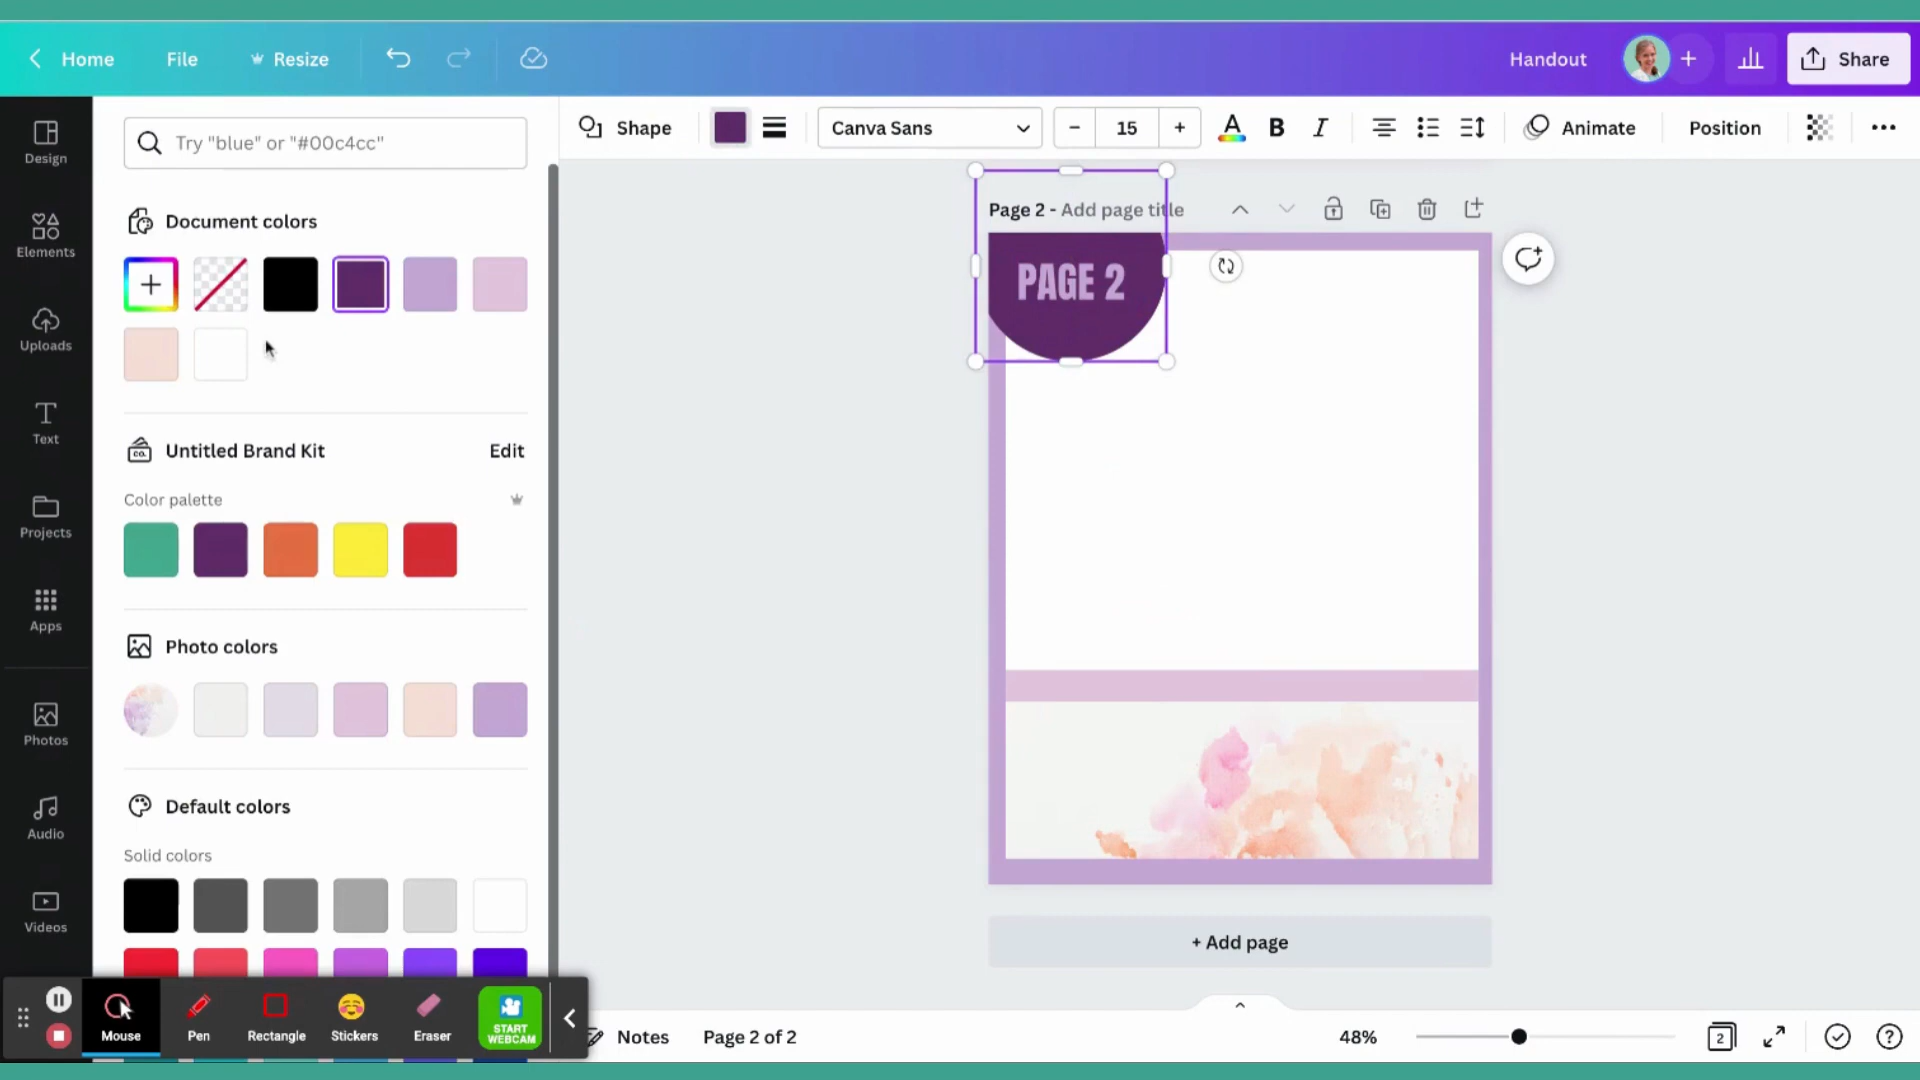 Home
File
Resize
Handout
Share
Try "blue" or "#00c4cc"
Shape
Canva Sans
15
A
B
I
Animate
Position
Design
Elements
Uploads
Text
Projects
Apps
Photos
Audio
Videos
Document colors
Untitled Brand Kit
Edit
CO.
Color palette
Photo colors
Default colors
Solid colors
Page 2 - Add page title
PAGE 2
+ Add page
Mouse
Pen
Rectangle
Stickers
Eraser
START
WEBCAM
Notes
Page 2 of 2
48%
2